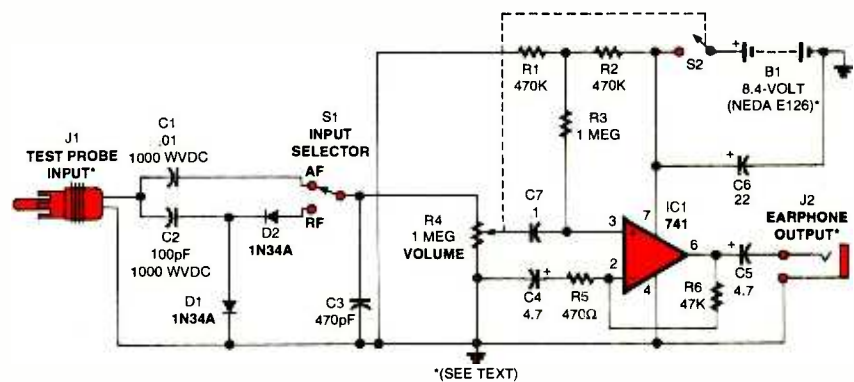 J1
TEST PROBE
INPUT*
C1
.01
1000 WVDC
C2
100pF
1000 WVDC
D1
1N34A
D2
1N34A
S1
INPUT
SELECTOR
AF
RF
C3
470pF
R4
1 MEG
VOLUME
R1
470K
R2
470K
R3
1 MEG
C7
.1
C4
+
4.7
R5
470Ω
3
2
7
4
6
IC1
741
R6
47K
S2
+
B1
8.4-VOLT
(NEDA E126)*
+
C6
22
+
C5
4.7
J2
EARPHONE
OUTPUT*
*(SEE TEXT)